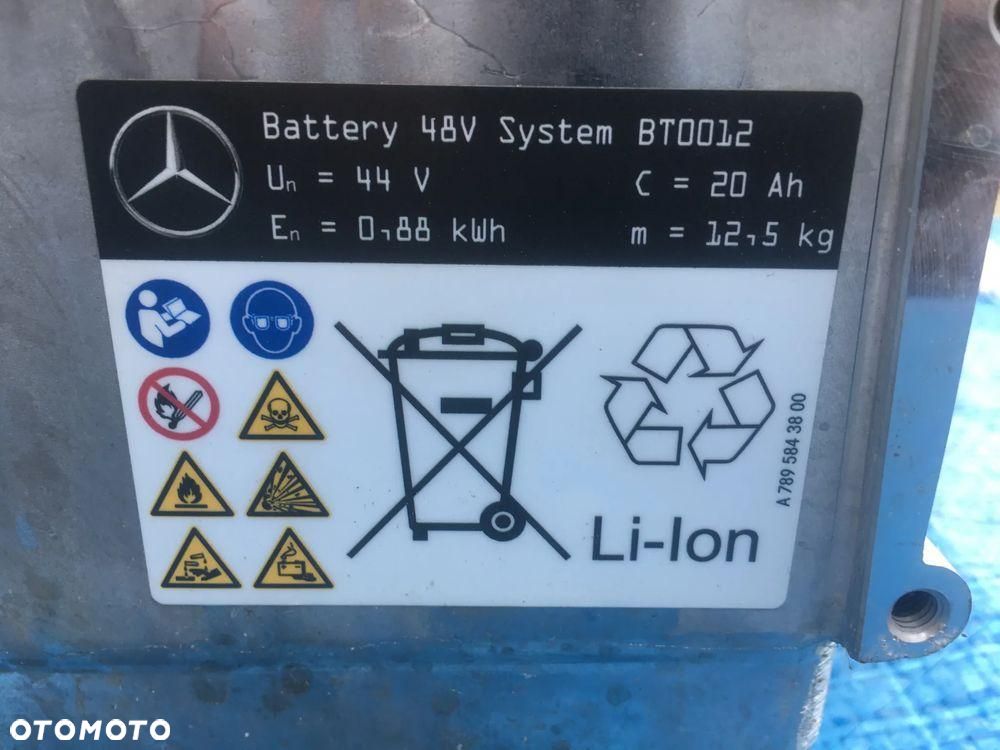 Battery 48V System BT0012
Un = 44 V C = 20 Ah
En = 0,88 kWh m = 12,5 kg
A 789 584 38 00
Li-Ion
OTOMOTO